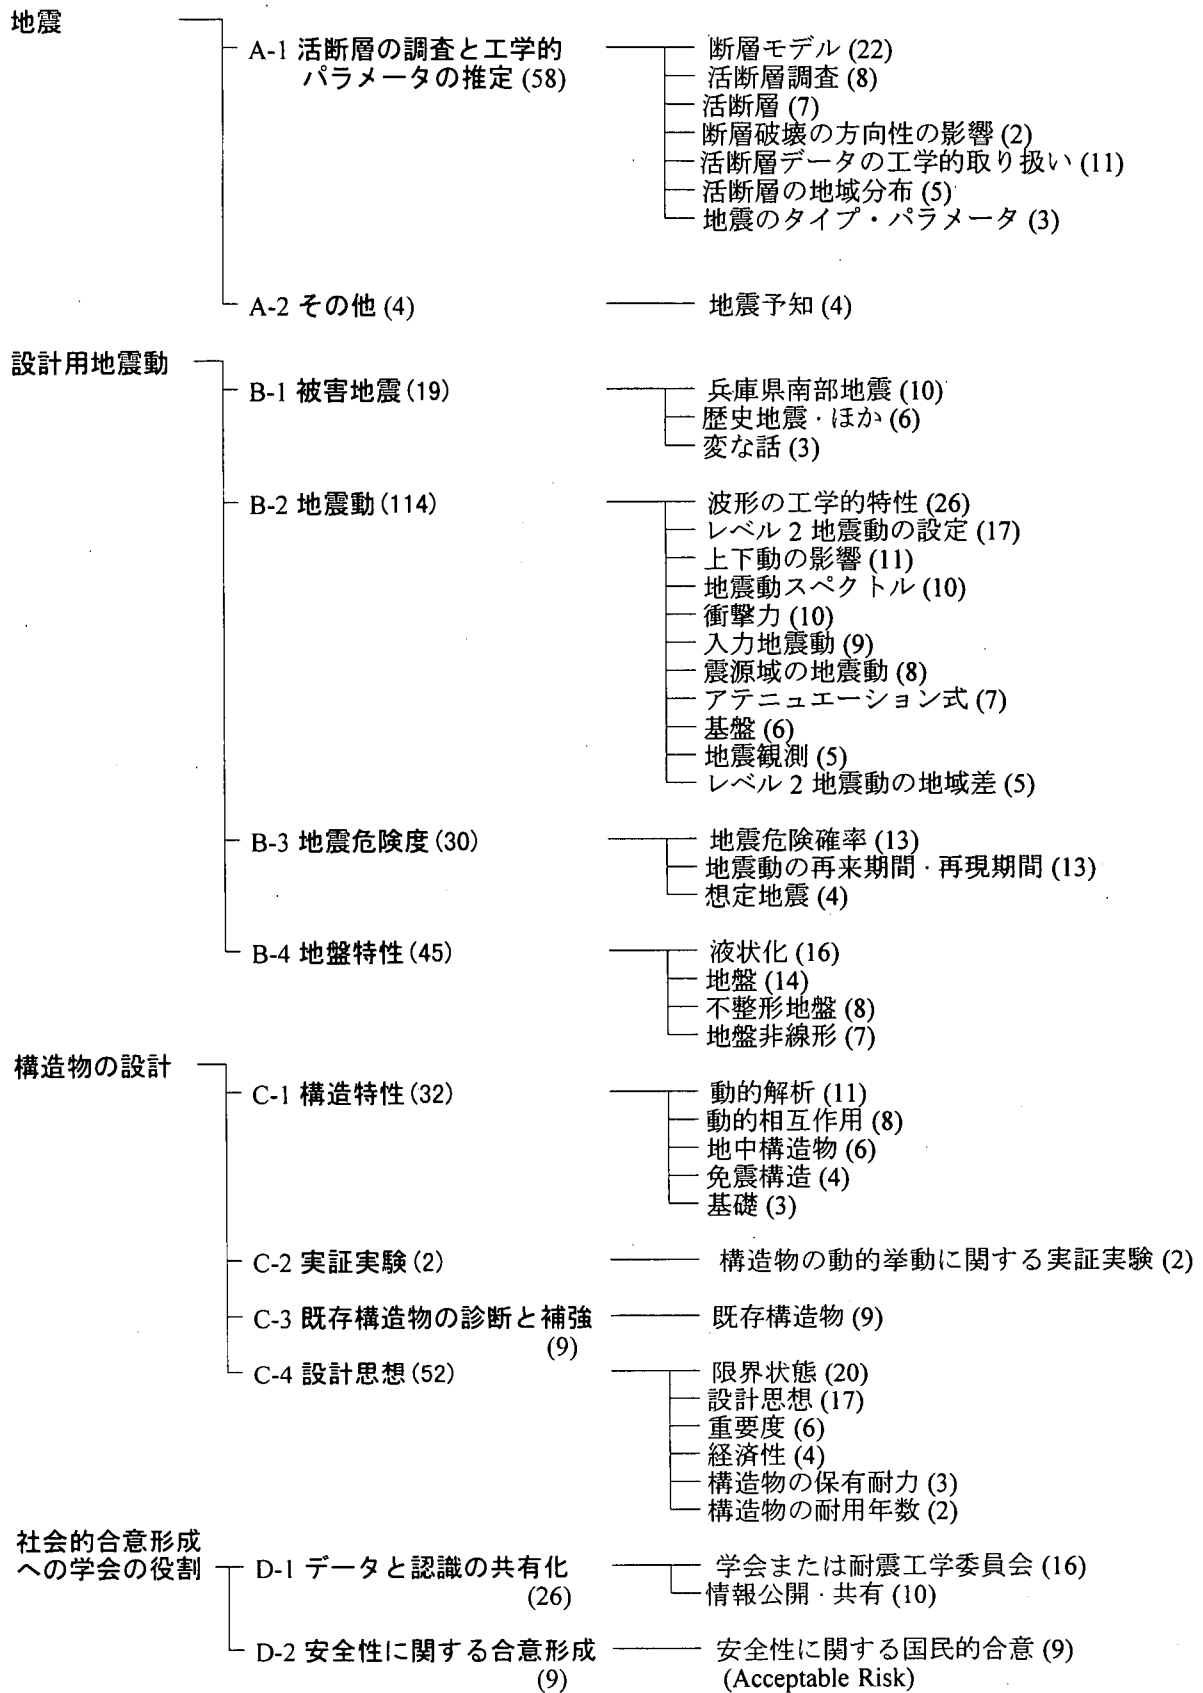 地震
A-1 活断層の調査と工学的
パラメータの推定 (58)
断層モデル (22)
活断層調査 (8)
活断層 (7)
断層破壊の方向性の影響 (2)
活断層データの工学的取り扱い (11)
活断層の地域分布 (5)
地震のタイプ・パラメータ (3)
A-2 その他 (4)
地震予知 (4)
設計用地震動
B-1 被害地震 (19)
兵庫県南部地震 (10)
歴史地震・ほか (6)
変な話 (3)
B-2 地震動 (114)
波形の工学的特性 (26)
レベル 2 地震動の設定 (17)
上下動の影響 (11)
地震動スペクトル (10)
衝撃力 (10)
入力地震動 (9)
震源域の地震動 (8)
アテニュエーション式 (7)
基盤 (6)
地震観測 (5)
レベル 2 地震動の地域差 (5)
B-3 地震危険度 (30)
地震危険確率 (13)
地震動の再来期間・再現期間 (13)
想定地震 (4)
B-4 地盤特性 (45)
液状化 (16)
地盤 (14)
不整形地盤 (8)
地盤非線形 (7)
構造物の設計
C-1 構造特性 (32)
動的解析 (11)
動的相互作用 (8)
地中構造物 (6)
免震構造 (4)
基礎 (3)
C-2 実証実験 (2)
構造物の動的挙動に関する実証実験 (2)
C-3 既存構造物の診断と補強
(9)
既存構造物 (9)
C-4 設計思想 (52)
限界状態 (20)
設計思想 (17)
重要度 (6)
経済性 (4)
構造物の保有耐力 (3)
構造物の耐用年数 (2)
社会的合意形成
への学会の役割
D-1 データと認識の共有化
(26)
学会または耐震工学委員会 (16)
情報公開・共有 (10)
D-2 安全性に関する合意形成
(9)
安全性に関する国民的合意 (9)
(Acceptable Risk)